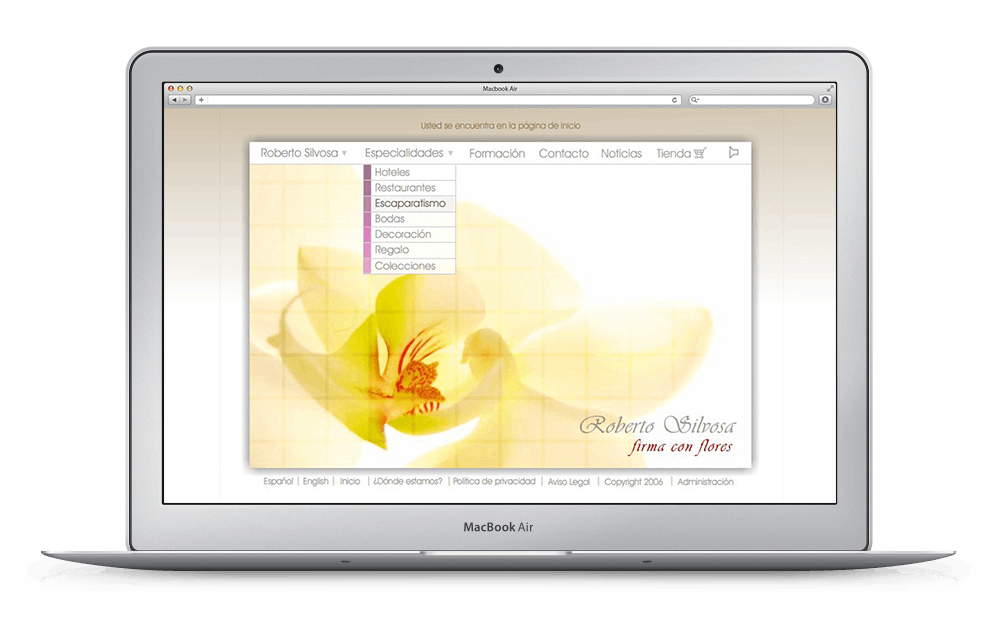 Macbook Air
Usted se encuentra en la página de inicio
Roberto Silvosa Especialidades Formación Contacto Noticias Tienda
Hoteles
Restaurantes
Escaparatismo
Bodas
Decoración
Regalo
Colecciones
Roberto Silvosa
firma con flores
Español | English | Inicio | ¿Dónde estamos? | Política de privacidad | Aviso Legal | Copyright 2006 | Administración
MacBook Air